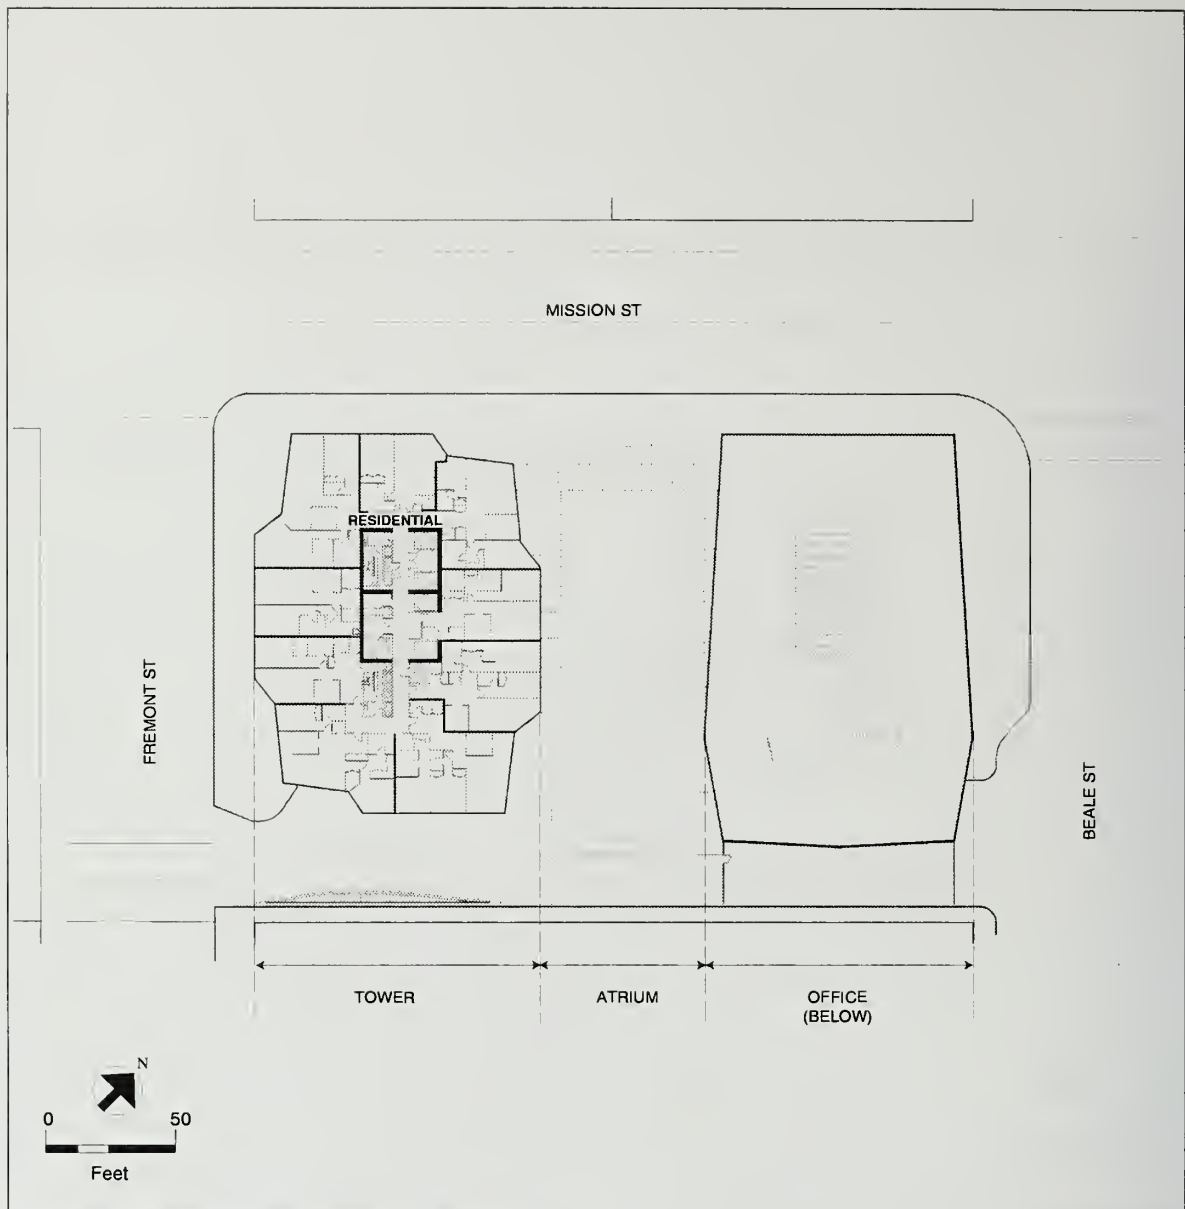 MISSION ST
RESIDENTIAL
FREMONT ST
BEALE ST
TOWER
ATRIUM
OFFICE
(BELOW)
N
0 50
Feet